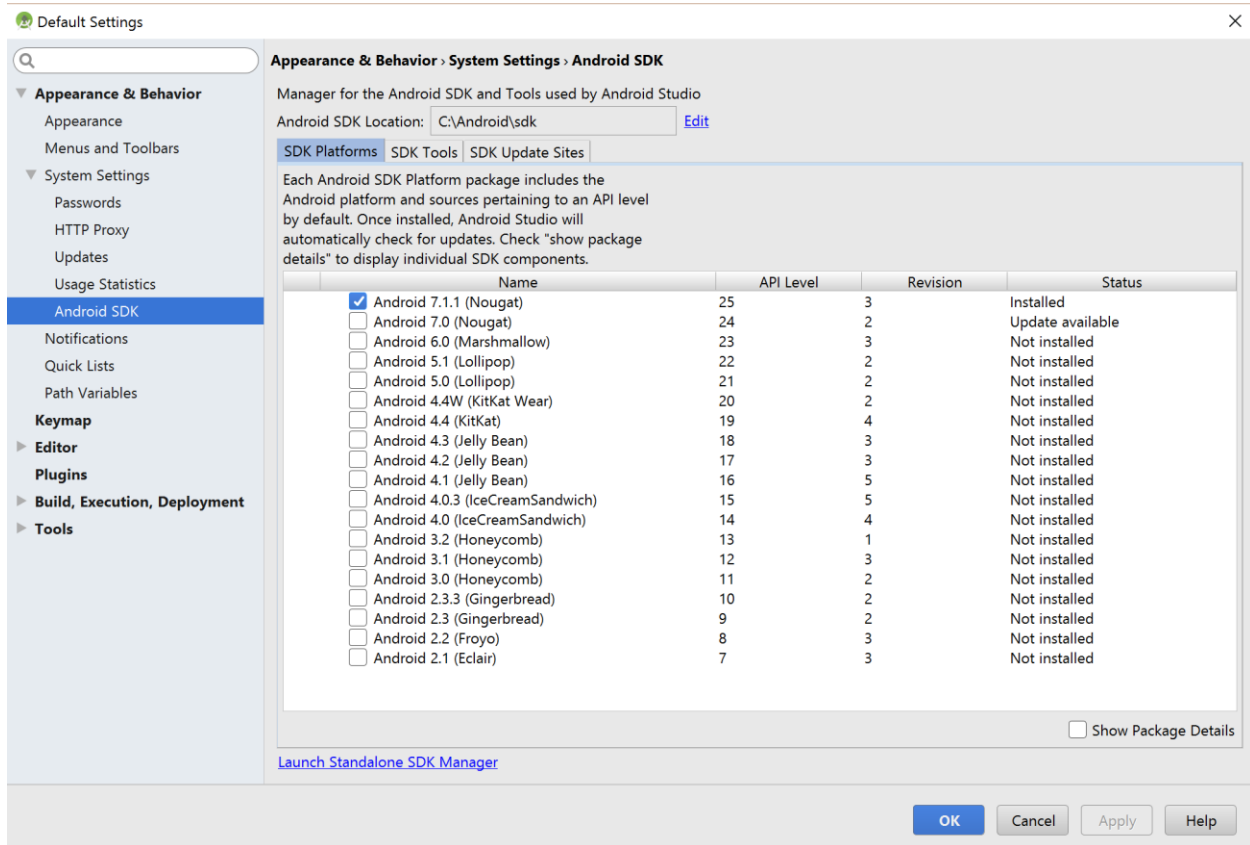 Default Settings
Appearance & Behavior
Appearance
Menus and Toolbars
System Settings
Passwords
HTTP Proxy
Updates
Usage Statistics
Android SDK
Notifications
Quick Lists
Path Variables
Keymap
Editor
Plugins
Build, Execution, Deployment
Tools
Appearance & Behavior › System Settings › Android SDK
Manager for the Android SDK and Tools used by Android Studio
Android SDK Location: C:\Android\sdk Edit
SDK Platforms SDK Tools SDK Update Sites
Each Android SDK Platform package includes the
Android platform and sources pertaining to an API level
by default. Once installed, Android Studio will
automatically check for updates. Check "show package
details" to display individual SDK components.
Name API Level Revision Status
Android 7.1.1 (Nougat) 25 3 Installed
Android 7.0 (Nougat) 24 2 Update available
Android 6.0 (Marshmallow) 23 3 Not installed
Android 5.1 (Lollipop) 22 2 Not installed
Android 5.0 (Lollipop) 21 2 Not installed
Android 4.4W (KitKat Wear) 20 2 Not installed
Android 4.4 (KitKat) 19 4 Not installed
Android 4.3 (Jelly Bean) 18 3 Not installed
Android 4.2 (Jelly Bean) 17 3 Not installed
Android 4.1 (Jelly Bean) 16 5 Not installed
Android 4.0.3 (IceCreamSandwich) 15 5 Not installed
Android 4.0 (IceCreamSandwich) 14 4 Not installed
Android 3.2 (Honeycomb) 13 1 Not installed
Android 3.1 (Honeycomb) 12 3 Not installed
Android 3.0 (Honeycomb) 11 2 Not installed
Android 2.3.3 (Gingerbread) 10 2 Not installed
Android 2.3 (Gingerbread) 9 2 Not installed
Android 2.2 (Froyo) 8 3 Not installed
Android 2.1 (Eclair) 7 3 Not installed
Show Package Details
Launch Standalone SDK Manager
OK Cancel Apply Help